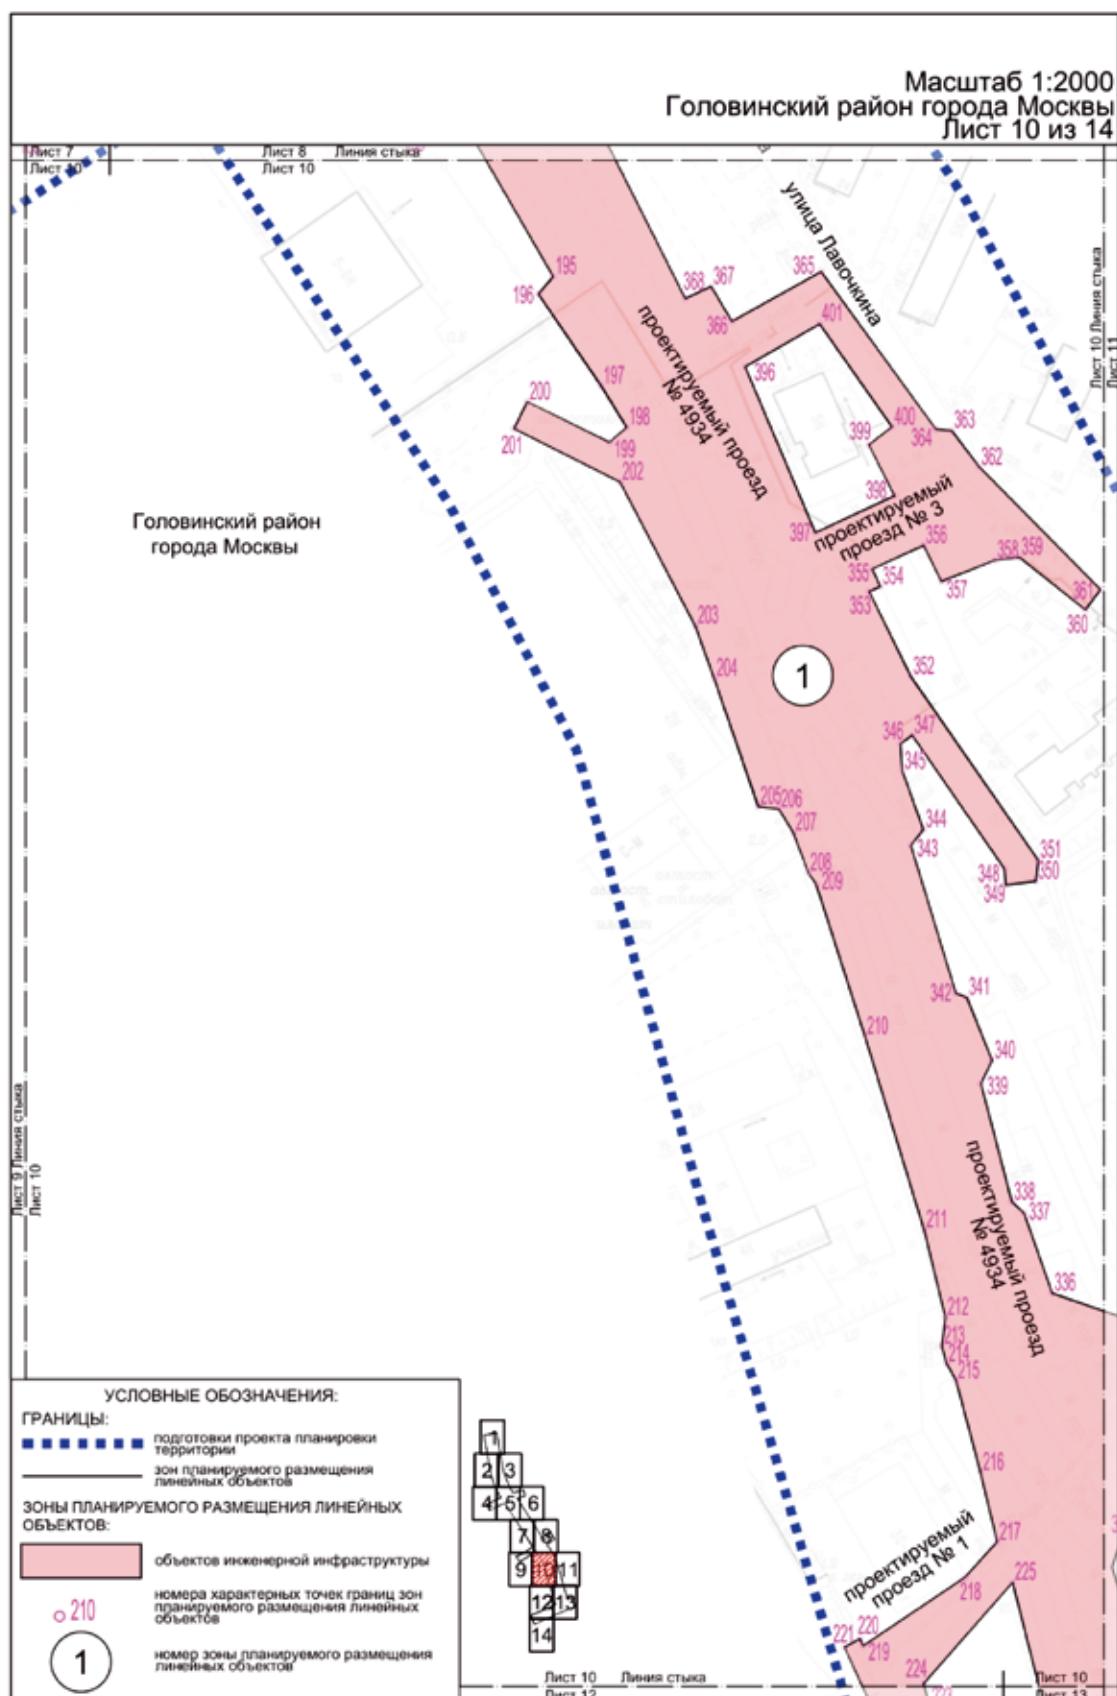 Масштаб 1:2000
Головинский район города Москвы
Лист 10 из 14
Лист 7
Лист 10
Лист 8 Линия стыка
Лист 10
улица Лавочкина
195
196
368
367
365
366
401
проектируемый проезд
№ 4934
197
200
198
199
201
202
396
400
399
364
363
362
398
397
Лист 10 Линия стыка
Лист 11
Головинский район
города Москвы
проектируемый
проезд № 3
356
358
359
355
354
357
353
361
360
203
204
352
1
346
347
345
205
206
207
344
343
208
209
351
350
348
349
342
341
210
340
339
Лист 9 Линия стыка
Лист 10
проектируемый проезд
№ 4934
338
337
211
336
212
213
214
215
216
217
проектируемый
проезд № 1
218
225
221
220
219
224
223
УСЛОВНЫЕ ОБОЗНАЧЕНИЯ:
ГРАНИЦЫ:
подготовки проекта планировки
территории
зон планируемого размещения
линейных объектов
ЗОНЫ ПЛАНИРУЕМОГО РАЗМЕЩЕНИЯ ЛИНЕЙНЫХ
ОБЪЕКТОВ:
объектов инженерной инфраструктуры
210
номера характерных точек границ зон
планируемого размещения линейных
объектов
1
номер зоны планируемого размещения
линейных объектов
1
2 3
4 5 6
7 8
9 10 11
12 13
14
Лист 10 Линия стыка
Лист 12
Лист 10
Лист 13